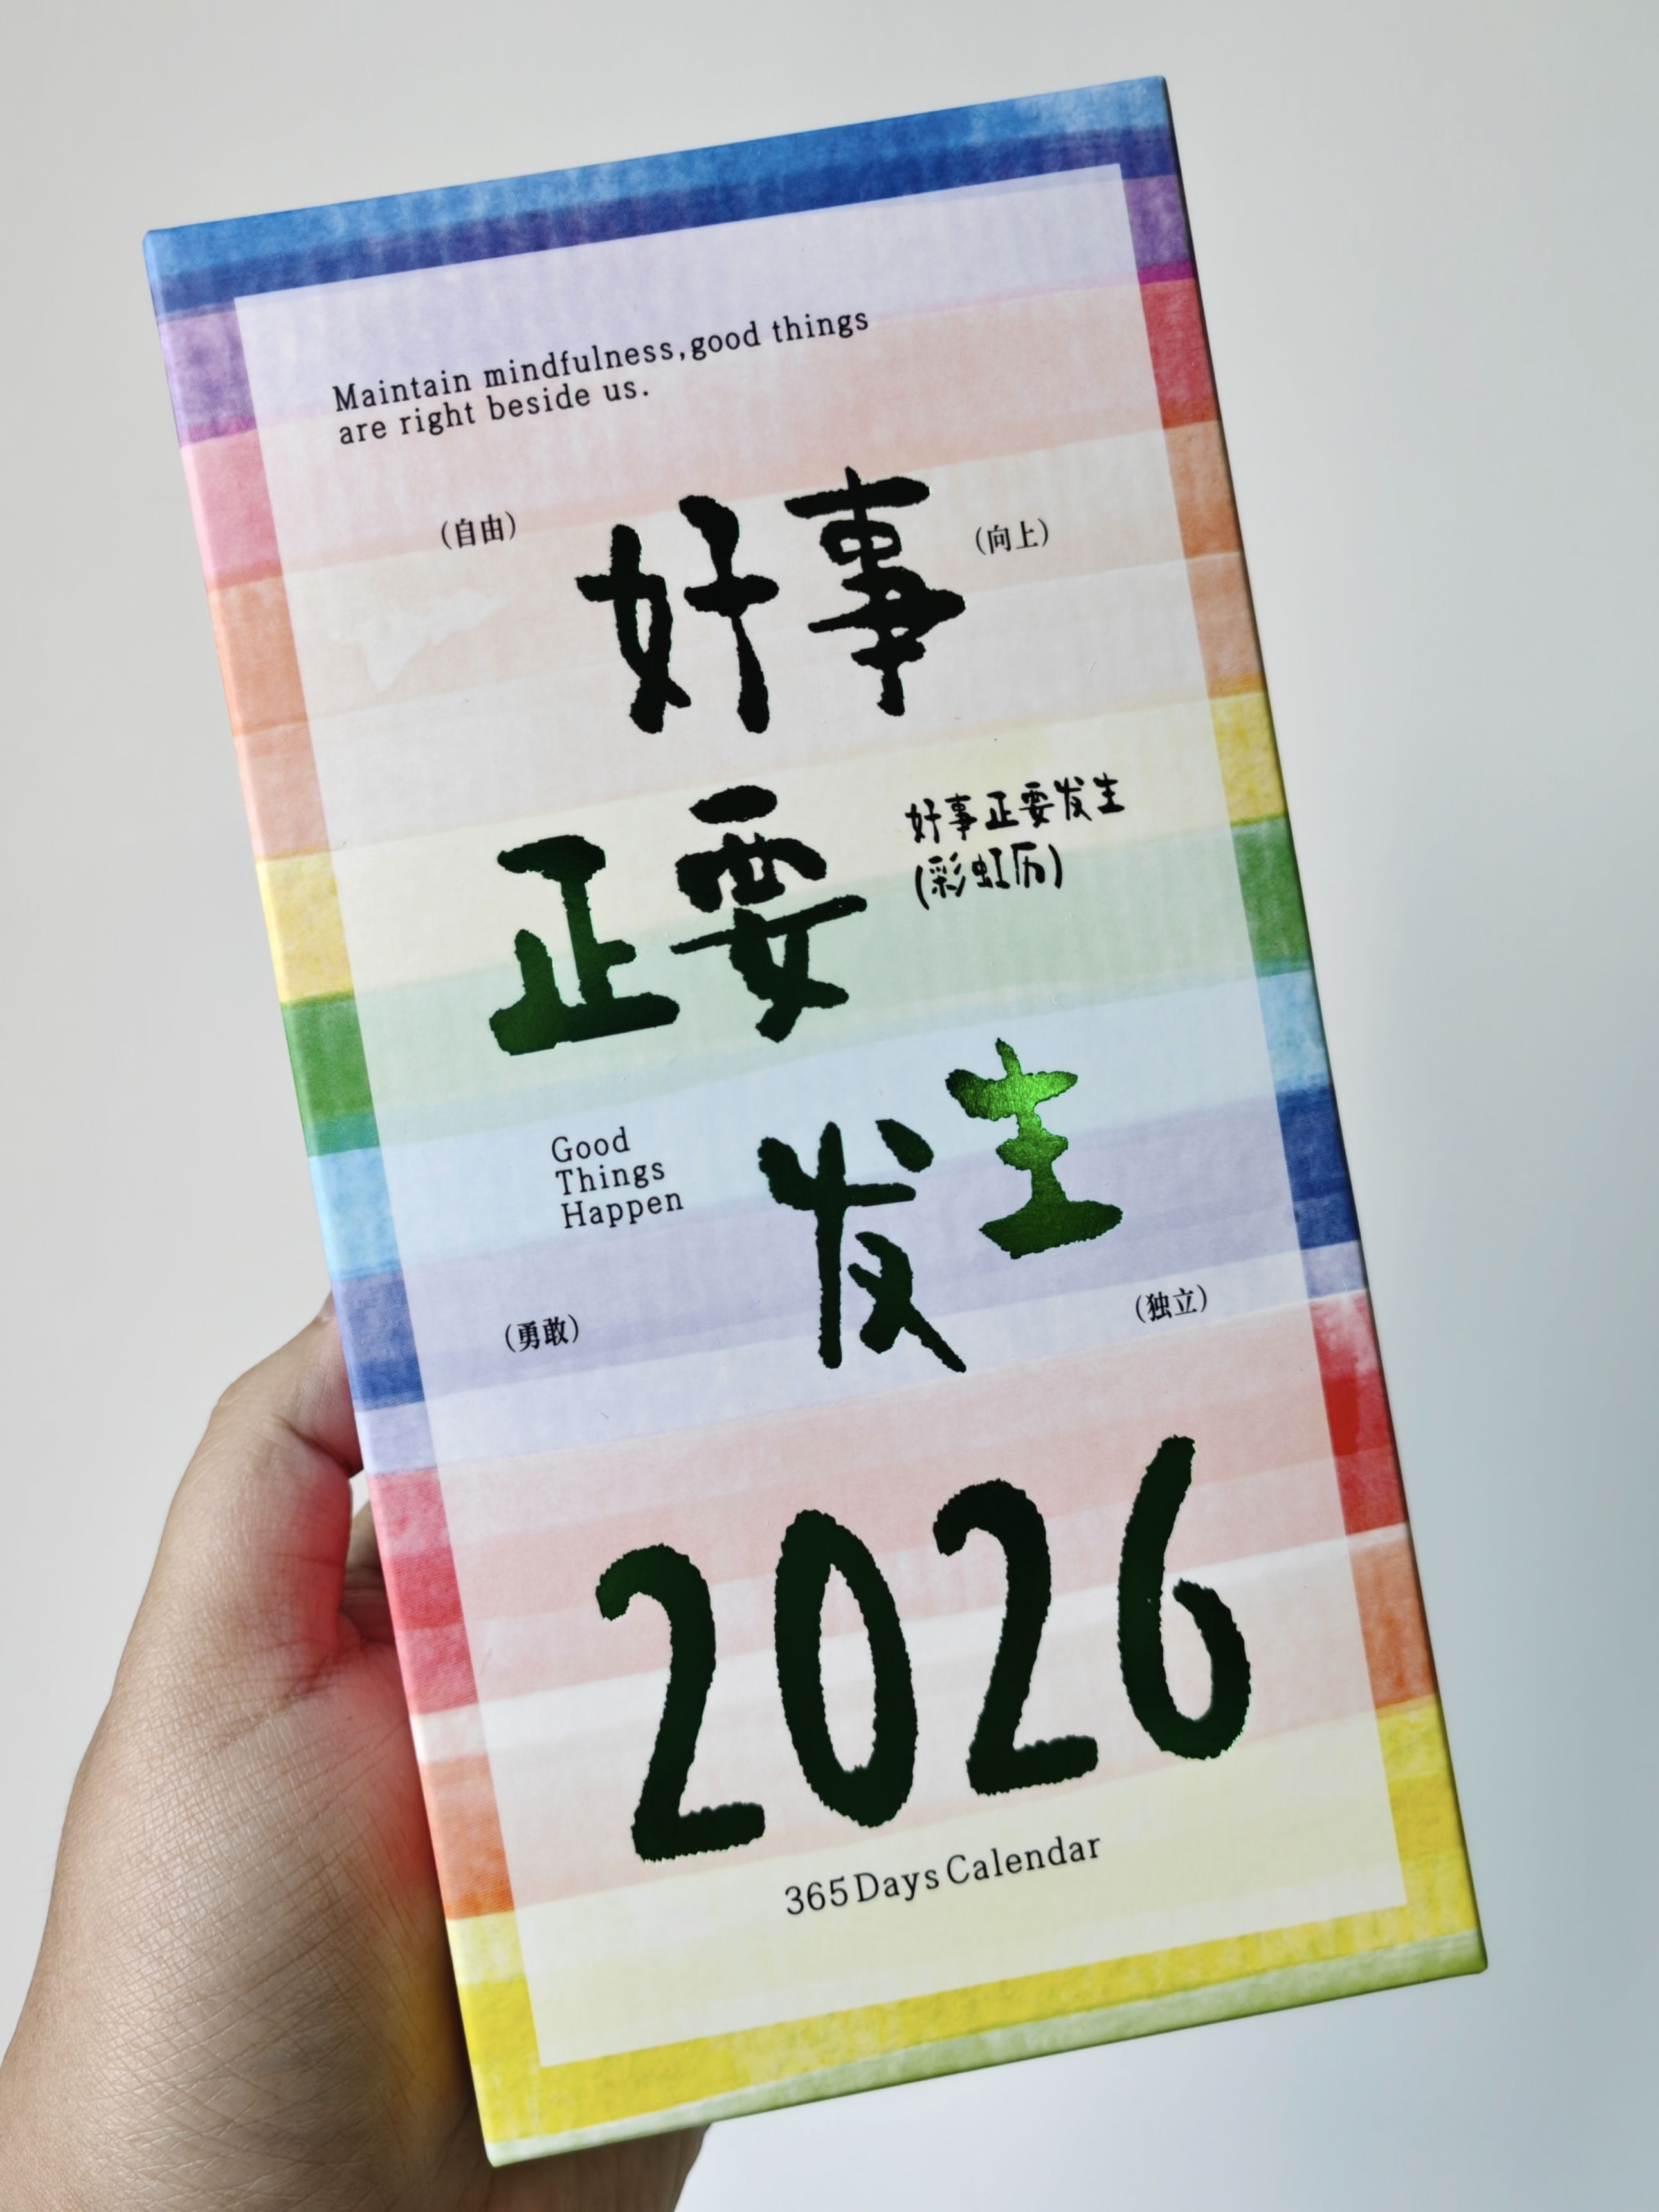 Maintain mindfulness,good things
are right beside us.
(自由)
好事
(向上)
正要
好事正要发生
(彩虹历)
Good
Things
Happen
发生
(勇敢)
(独立)
2026
365 Days Calendar